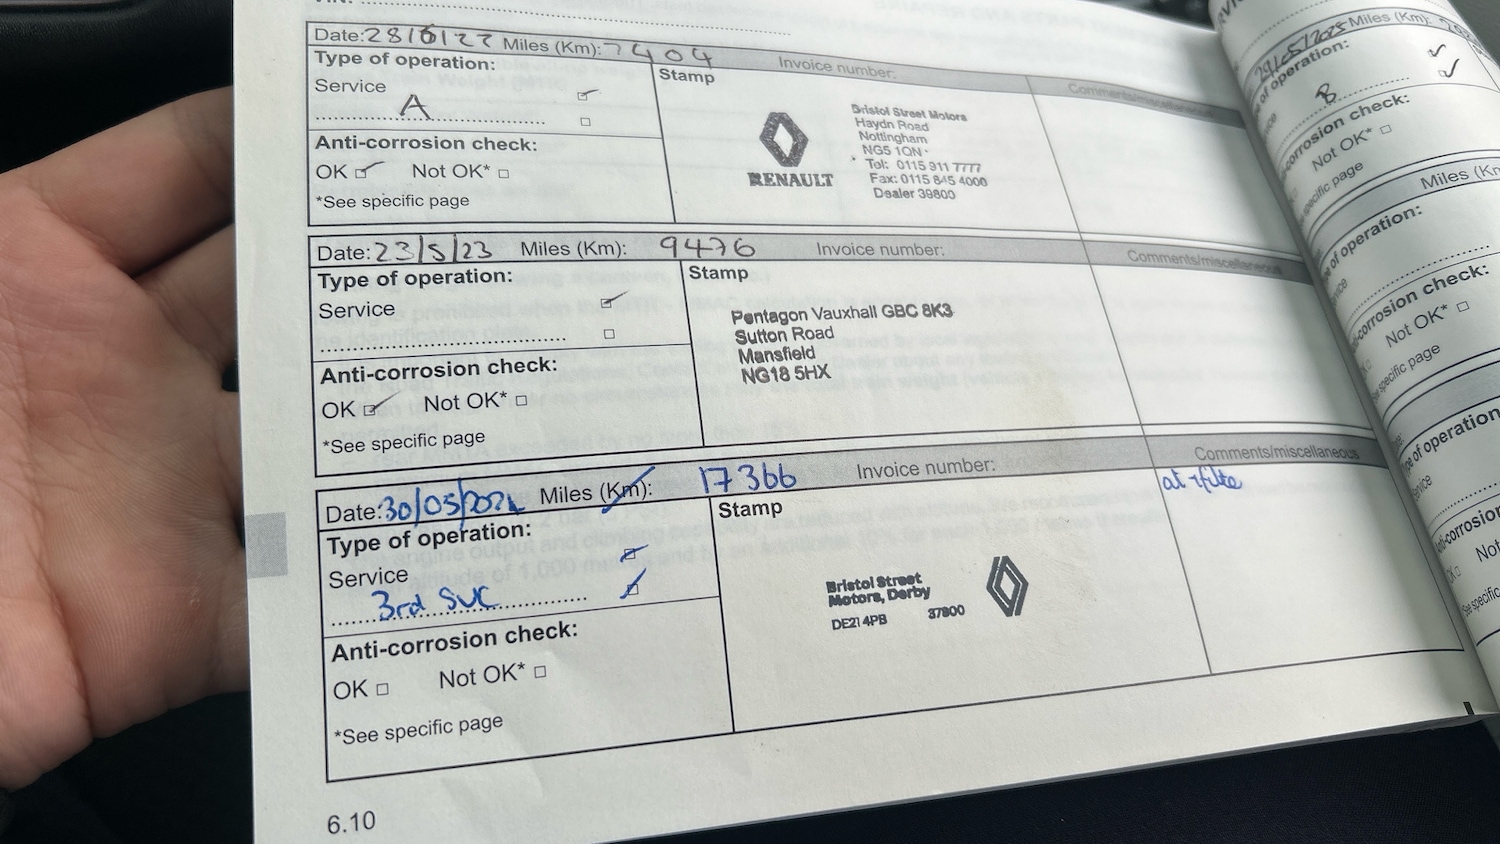 Date: 28/6/22 Miles (Km): 7404 Invoice number:
Type of operation:
Service
A
Stamp
Comments/miscellaneous
RENAULT
Bristol Street Motors
Haydn Road
Nottingham
NG5 1QN
Tel: 0115 911 7777
Fax: 0115 845 4006
Dealer 39800
Anti-corrosion check:
OK Not OK*
*See specific page
Date: 23/5/23 Miles (Km): 9476 Invoice number:
Type of operation:
Service
Stamp
Comments/miscellaneous
Pentagon Vauxhall GBC 8K3
Sutton Road
Mansfield
NG18 5HX
Anti-corrosion check:
OK Not OK*
*See specific page
Date: 30/05/2024 Miles (Km): 17366 Invoice number:
Type of operation:
Service
3rd SVC
Stamp
Comments/miscellaneous
Bristol Street
Motors, Derby
DE21 4PB 37800
Anti-corrosion check:
OK Not OK*
*See specific page
6.10
29/05/2025 Miles (Km):
of operation:
B
corrosion check:
Not OK*
specific page
Miles (Km
of operation:
corrosion check:
Not OK*
specific page
of operation